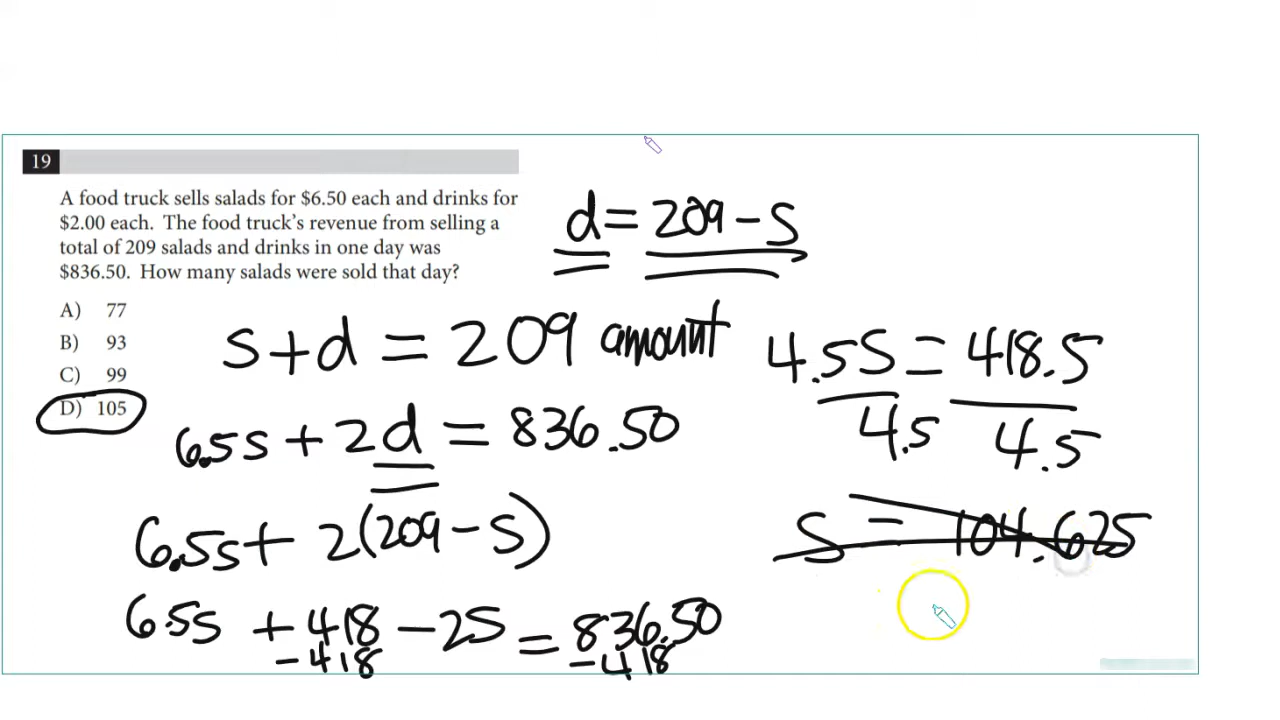 19
A food truck sells salads for $6.50 each and drinks for
$2.00 each. The food truck's revenue from selling a
total of 209 salads and drinks in one day was
$836.50. How many salads were sold that day?
A) 77
B) 93
C) 99
D) 105
d = 209 - s
s + d = 209 amount
6.5s + 2d = 836.50
6.5s + 2(209 - s)
6.5s + 418 - 2s = 836.50
-418 -418
4.5s = 418.5
4.5 4.5
s = 104.625